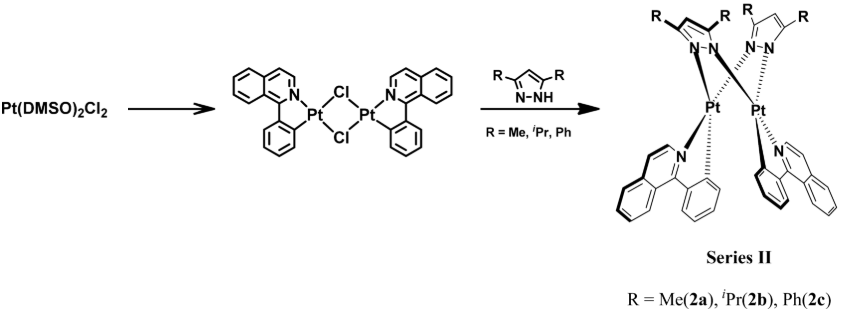 Pt(DMSO)₂Cl₂
N
Pt
Cl
Cl
Pt
N
R
R
N
NH
R = Me, ⁱPr, Ph
R
R
R
R
N
N
N
N
Pt
Pt
N
N
Series II
R = Me(2a), ⁱPr(2b), Ph(2c)